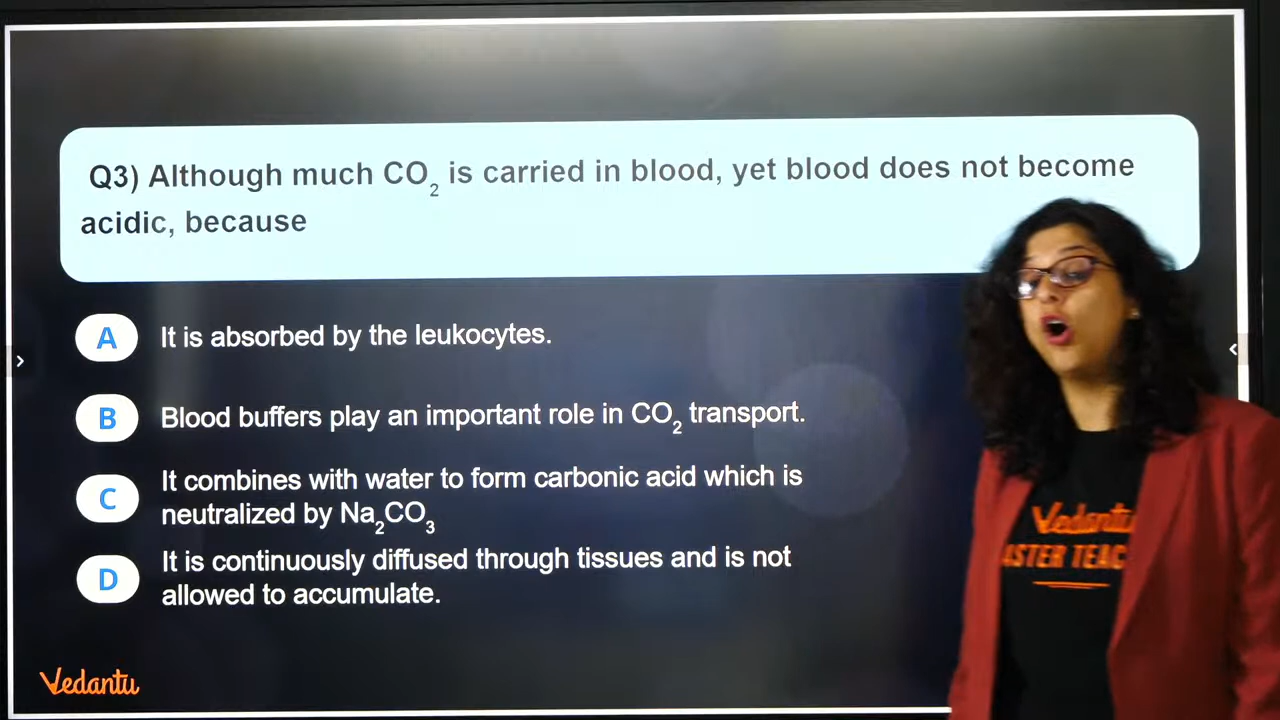 Q3) Although much CO₂ is carried in blood, yet blood does not become
acidic, because
A It is absorbed by the leukocytes.
B Blood buffers play an important role in CO₂ transport.
C It combines with water to form carbonic acid which is
neutralized by Na₂CO₃
D It is continuously diffused through tissues and is not
allowed to accumulate.
Vedantu
Vedantu